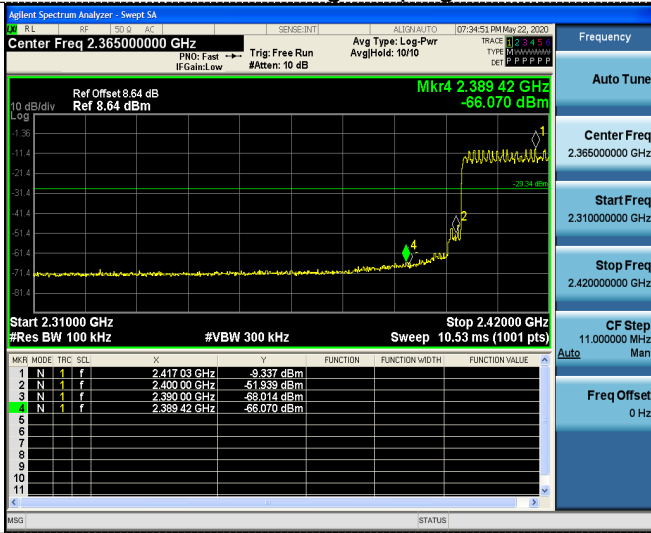 Agilent Spectrum Analyzer - Swept SA
LXI RL RF 50 Ω AC SENSE:INT ALIGN AUTO 07:34:51 PM May 22, 2020
Center Freq 2.365000000 GHz
PNO: Fast
IFGain:Low
Trig: Free Run
#Atten: 10 dB
Avg Type: Log-Pwr
Avg|Hold: 10/10
TRACE 1 2 3 4 5 6
TYPE M
DET P P P P P P
Frequency
Auto Tune
Center Freq
2.365000000 GHz
Start Freq
2.310000000 GHz
Stop Freq
2.420000000 GHz
CF Step
11.000000 MHz
Auto Man
Freq Offset
0 Hz
Mkr4 2.389 42 GHz
-66.070 dBm
Ref Offset 8.64 dB
10 dB/div Ref 8.64 dBm
Log
-1.36
-11.4
-21.4
-31.4
-41.4
-51.4
-61.4
-71.4
-81.4
1
-29.34 dBm
2
4
Start 2.31000 GHz Stop 2.42000 GHz
#Res BW 100 kHz #VBW 300 kHz Sweep 10.53 ms (1001 pts)
MKR MODE TRC SCL X Y FUNCTION FUNCTION WIDTH FUNCTION VALUE
1 N 1 f 2.417 03 GHz -9.337 dBm
2 N 1 f 2.400 00 GHz -51.939 dBm
3 N 1 f 2.390 00 GHz -68.014 dBm
4 N 1 f 2.389 42 GHz -66.070 dBm
5
6
7
8
9
10
11
MSG STATUS